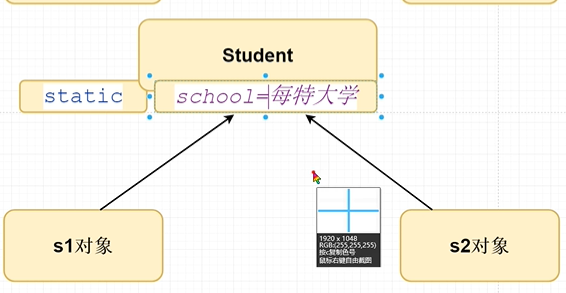 Student
static
school=每特大学
s1对象
s2对象
1920 x 1048
RGB:(255,255,255)
按c复制色号
鼠标右键自由截图